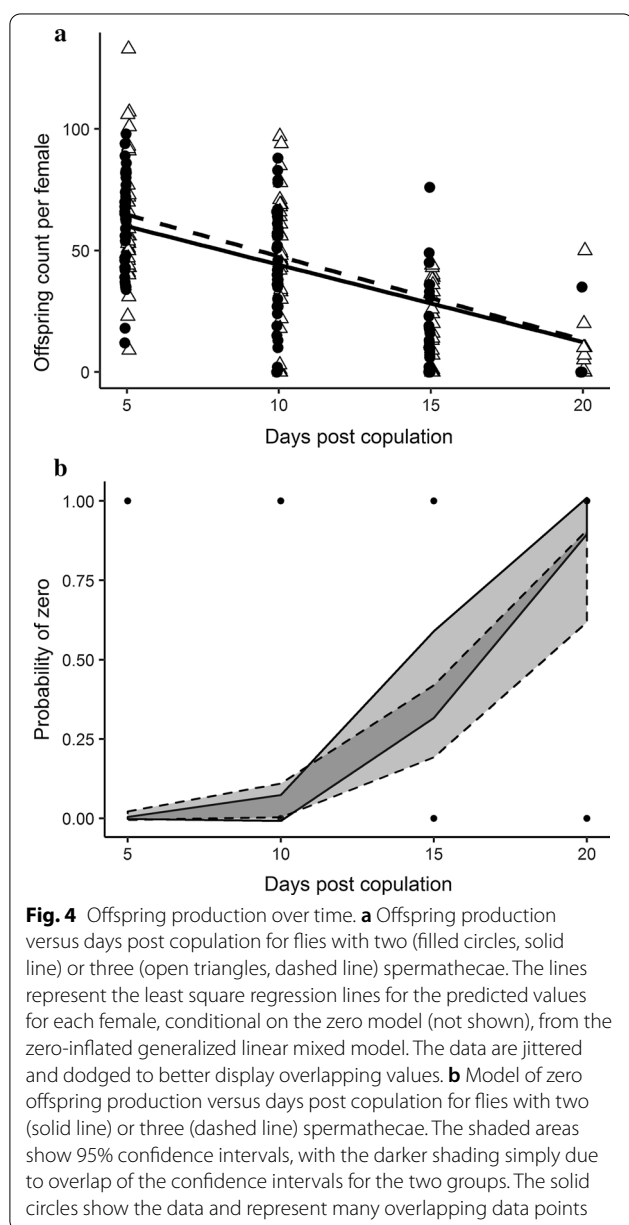 a
100
50
0
Offspring count per female
5 10 15 20
Days post copulation
b
1.00
0.75
0.50
0.25
0.00
Probability of zero
5 10 15 20
Days post copulation
Fig. 4 Offspring production over time. a Offspring production
versus days post copulation for flies with two (filled circles, solid
line) or three (open triangles, dashed line) spermathecae. The lines
represent the least square regression lines for the predicted values
for each female, conditional on the zero model (not shown), from the
zero-inflated generalized linear mixed model. The data are jittered
and dodged to better display overlapping values. b Model of zero
offspring production versus days post copulation for flies with two
(solid line) or three (dashed line) spermathecae. The shaded areas
show 95% confidence intervals, with the darker shading simply due
to overlap of the confidence intervals for the two groups. The solid
circles show the data and represent many overlapping data points